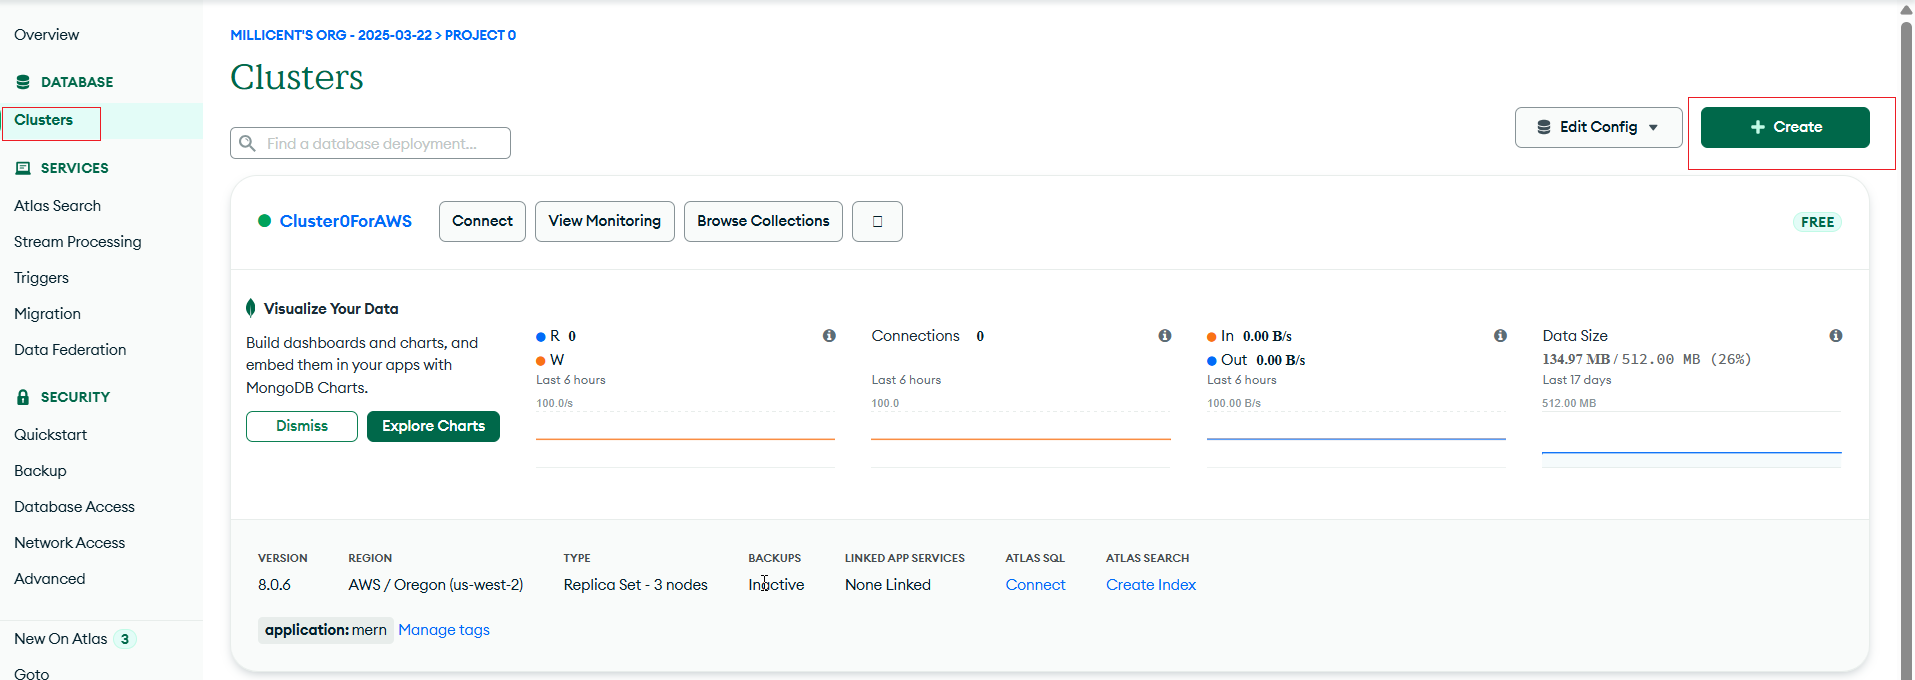 Overview
DATABASE
Clusters
SERVICES
Atlas Search
Stream Processing
Triggers
Migration
Data Federation
SECURITY
Quickstart
Backup
Database Access
Network Access
Advanced
New On Atlas 3
Goto
MILLICENT'S ORG - 2025-03-22 > PROJECT 0
Clusters
Find a database deployment...
Edit Config
+ Create
Cluster0ForAWS
Connect
View Monitoring
Browse Collections
FREE
Visualize Your Data
Build dashboards and charts, and
embed them in your apps with
MongoDB Charts.
Dismiss
Explore Charts
R 0
W
Last 6 hours
100.0/s
Connections 0
Last 6 hours
100.0
In 0.00 B/s
Out 0.00 B/s
Last 6 hours
100.00 B/s
Data Size
134.97 MB / 512.00 MB (26%)
Last 17 days
512.00 MB
VERSION
8.0.6
REGION
AWS / Oregon (us-west-2)
TYPE
Replica Set - 3 nodes
BACKUPS
Inactive
LINKED APP SERVICES
None Linked
ATLAS SQL
Connect
ATLAS SEARCH
Create Index
application: mern
Manage tags